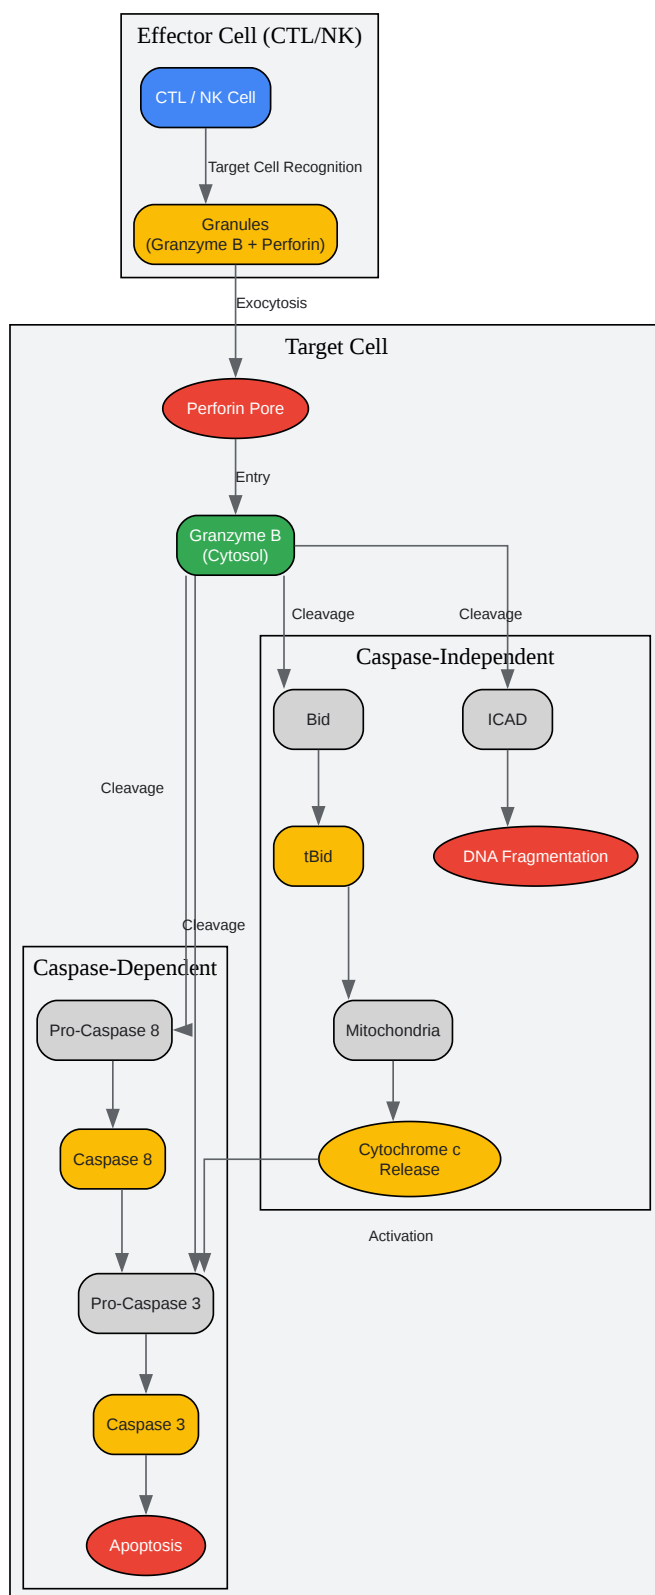 Effector Cell (CTL/NK)
CTL / NK Cell
Target Cell Recognition
Granules
(Granzyme B + Perforin)
Exocytosis
Target Cell
Perforin Pore
Entry
Granzyme B
(Cytosol)
Cleavage
Cleavage
Caspase-Independent
Bid
ICAD
Cleavage
tBid
DNA Fragmentation
Cleavage
Caspase-Dependent
Pro-Caspase 8
Mitochondria
Caspase 8
Cytochrome c
Release
Activation
Pro-Caspase 3
Caspase 3
Apoptosis